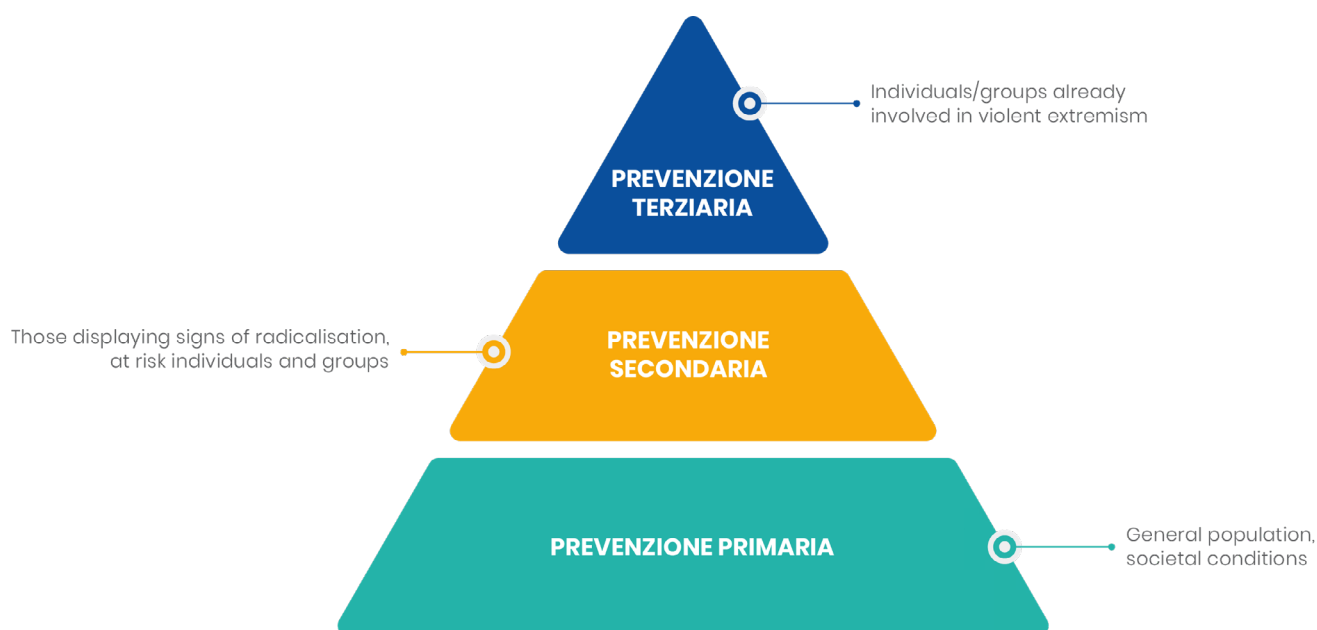 Individuals/groups already
involved in violent extremism
PREVENZIONE
TERZIARIA
Those displaying signs of radicalisation,
at risk individuals and groups
PREVENZIONE
SECONDARIA
PREVENZIONE PRIMARIA
General population,
societal conditions